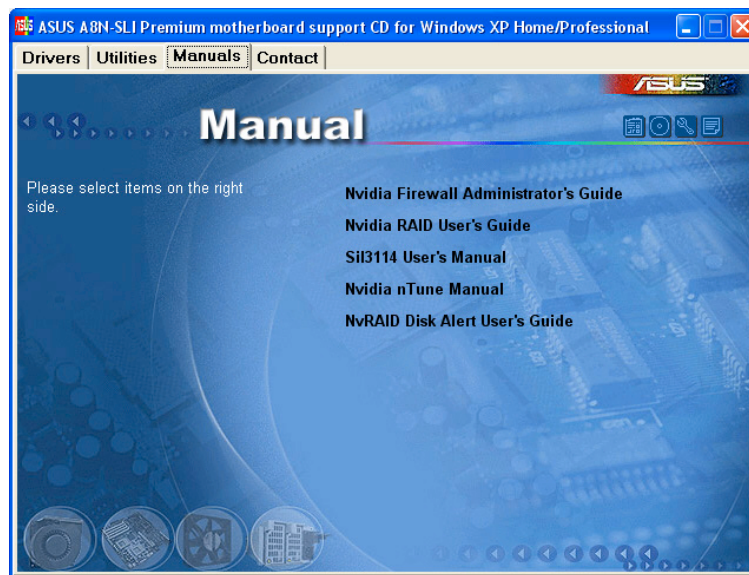 ASUS A8N-SLI Premium motherboard support CD for Windows XP Home/Professional
Drivers Utilities Manuals Contact
ASUS
Manual
Please select items on the right
side.
Nvidia Firewall Administrator's Guide
Nvidia RAID User's Guide
Sil3114 User's Manual
Nvidia nTune Manual
NvRAID Disk Alert User's Guide